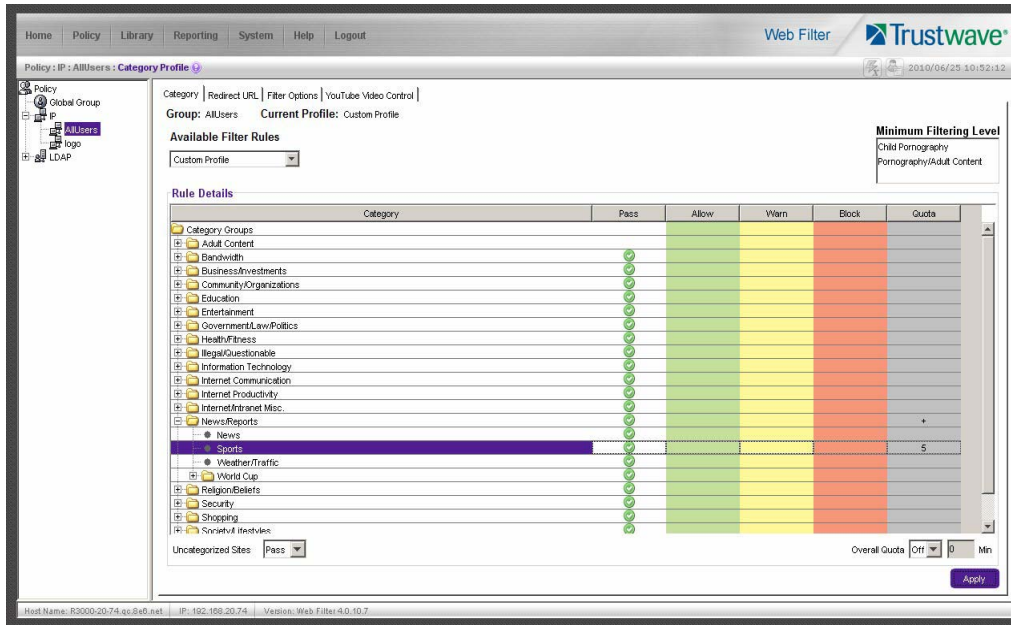 Home Policy Library Reporting System Help Logout
Web Filter
Trustwave®
Policy : IP : AllUsers : Category Profile
2010/06/25 10:52:12
Policy
Global Group
IP
AllUsers
logo
LDAP
Category Redirect URL Filter Options YouTube Video Control
Group: AllUsers Current Profile: Custom Profile
Available Filter Rules
Custom Profile
Minimum Filtering Level
Child Pornography
Pornography/Adult Content
Rule Details
Category Pass Allow Warn Block Quota
Category Groups
Adult Content
Bandwidth
Business/Investments
Community/Organizations
Education
Entertainment
Government/Law/Politics
Health/Fitness
Illegal/Questionable
Information Technology
Internet Communication
Internet Productivity
Internet/Intranet Misc.
News/Reports +
News
Sports 5
Weather/Traffic
World Cup
Religion/Beliefs
Security
Shopping
Society/Lifestyles
Uncategorized Sites Pass
Overall Quota Off 0 Min
Apply
Host Name: R3000-20-74.qc.8e6.net IP: 192.168.20.74 Version: Web Filter 4.0.10.7